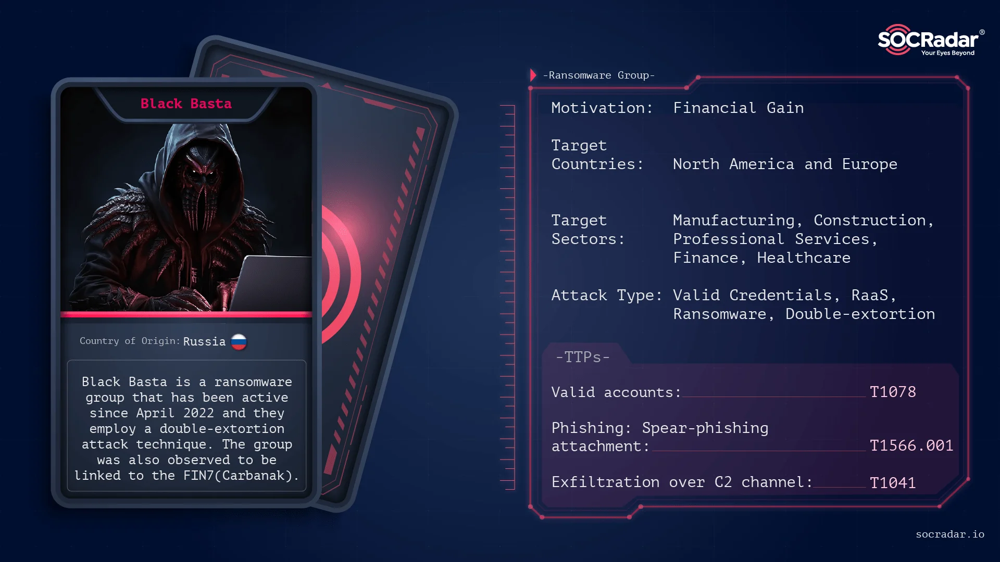 SOCRadar®
Your Eyes Beyond
Black Basta
Country of Origin: Russia
Black Basta is a ransomware
group that has been active
since April 2022 and they
employ a double-extortion
attack technique. The group
was also observed to be
linked to the FIN7(Carbanak).
-Ransomware Group-
Motivation: Financial Gain
Target
Countries: North America and Europe
Target Manufacturing, Construction,
Sectors: Professional Services,
Finance, Healthcare
Attack Type: Valid Credentials, RaaS,
Ransomware, Double-extortion
-TTPs-
Valid accounts: T1078
Phishing: Spear-phishing
attachment: T1566.001
Exfiltration over C2 channel: T1041
socradar.io